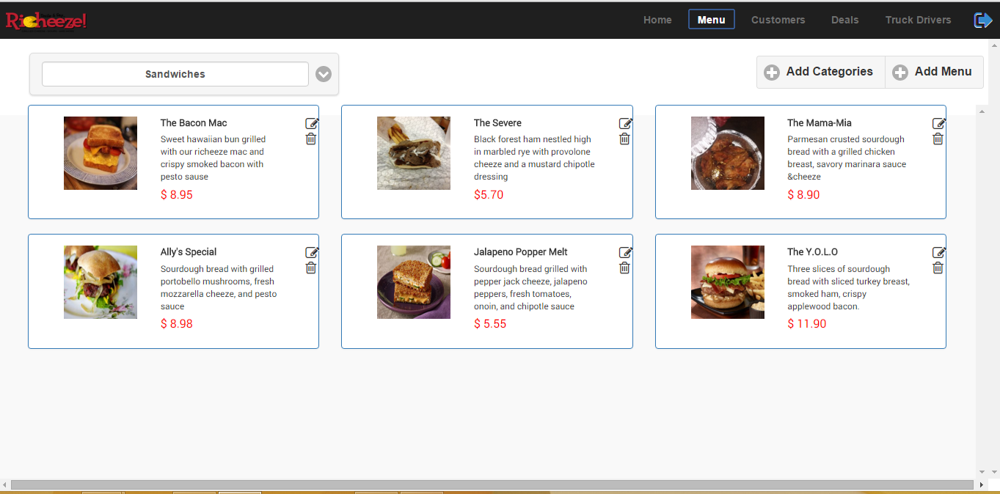 Richeeze!
Home Menu Customers Deals Truck Drivers
Sandwiches
Add Categories Add Menu
The Bacon Mac
Sweet hawaiian bun grilled
with our richeeze mac and
crispy smoked bacon with
pesto sause
$ 8.95
The Severe
Black forest ham nestled high
in marbled rye with provolone
cheeze and a mustard chipotle
dressing
$5.70
The Mama-Mia
Parmesan crusted sourdough
bread with a grilled chicken
breast, savory marinara sauce
&cheeze
$ 8.90
Ally's Special
Sourdough bread with grilled
portobello mushrooms, fresh
mozzarella cheeze, and pesto
sauce
$ 8.98
Jalapeno Popper Melt
Sourdough bread grilled with
pepper jack cheeze, jalapeno
peppers, fresh tomatoes,
onoin, and chipotle sauce
$ 5.55
The Y.O.L.O
Three slices of sourdough
bread with sliced turkey breast,
smoked ham, crispy
applewood bacon.
$ 11.90